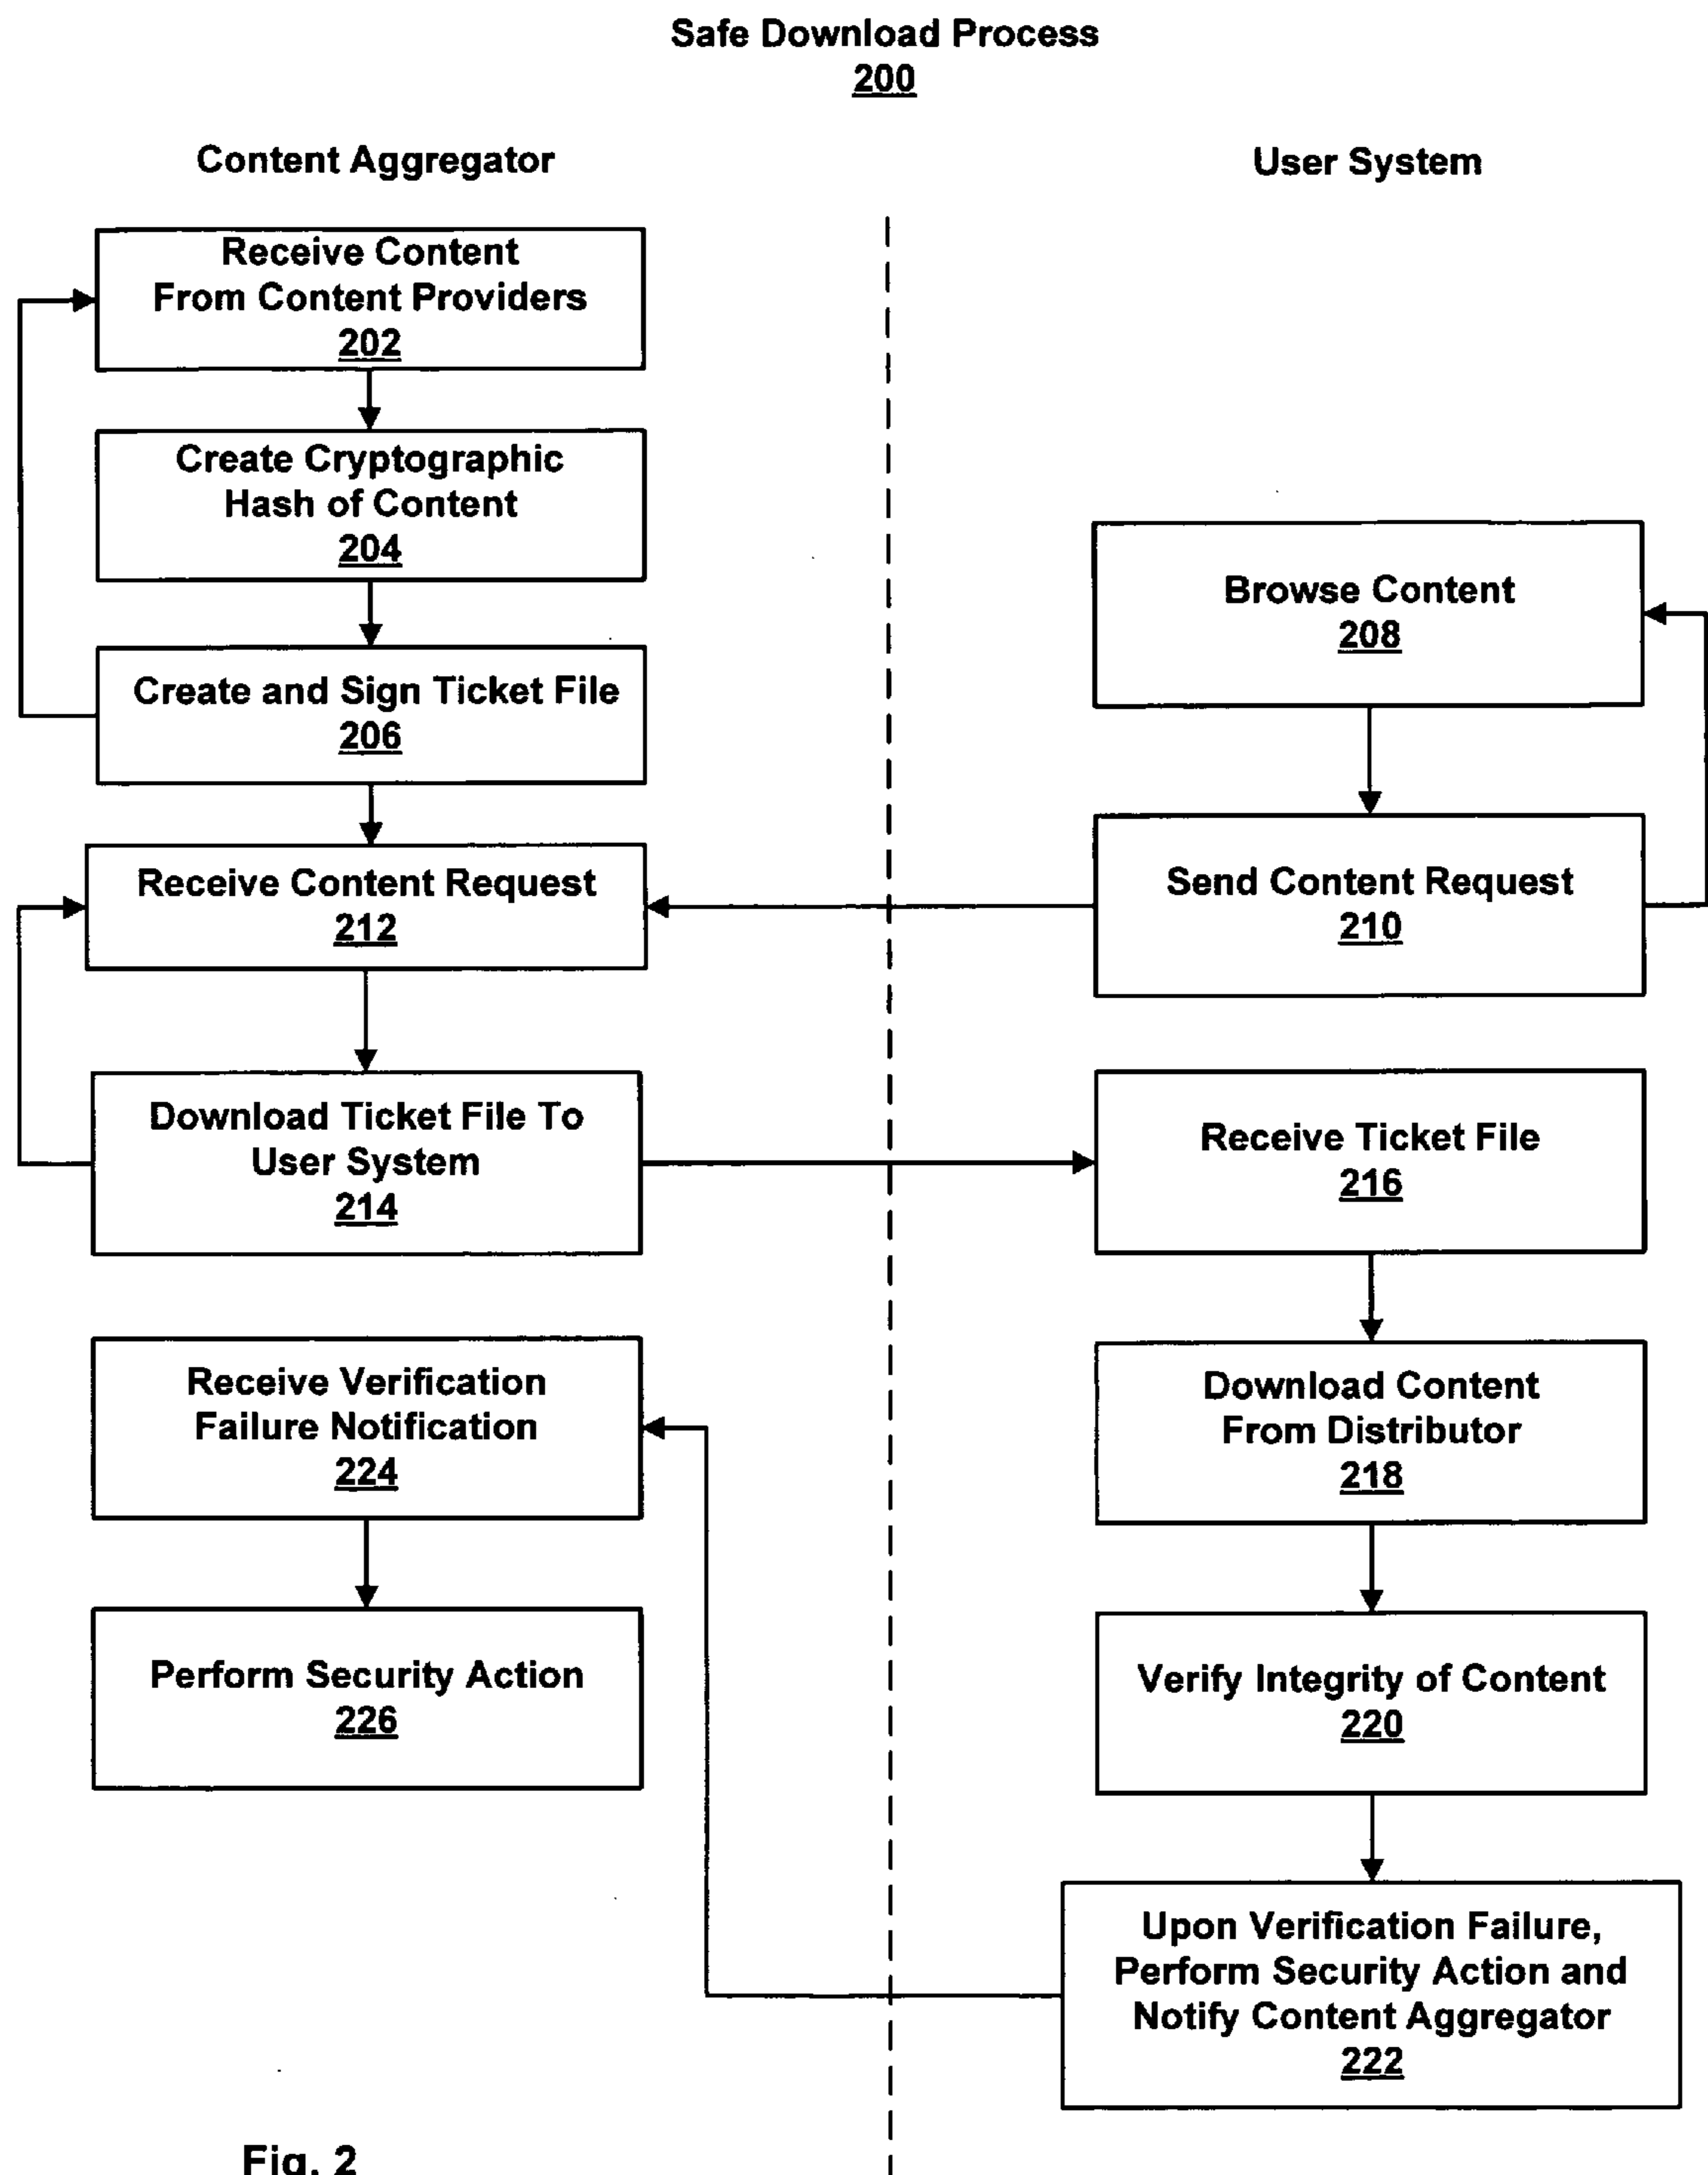 Safe Download Process
200
Content Aggregator
User System
Receive Content
From Content Providers
202
Create Cryptographic
Hash of Content
204
Create and Sign Ticket File
206
Browse Content
208
Receive Content Request
212
Send Content Request
210
Download Ticket File To
User System
214
Receive Ticket File
216
Receive Verification
Failure Notification
224
Download Content
From Distributor
218
Perform Security Action
226
Verify Integrity of Content
220
Upon Verification Failure,
Perform Security Action and
Notify Content Aggregator
222
Fig. 2